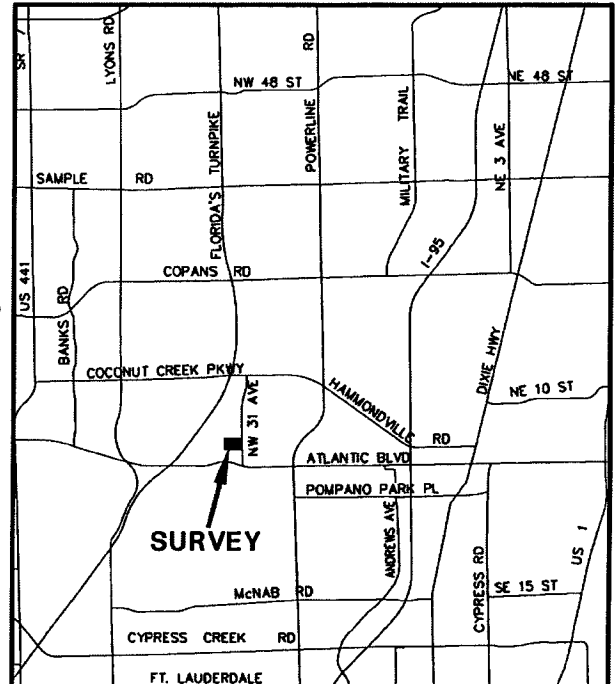 SR
LYONS RD
NW 48 ST
FLORIDA'S TURNPIKE
POWERLINE RD
MILITARY TRAIL
NE 48 ST
NE 3 AVE
SAMPLE RD
I-95
US 441
BANKS RD
COPANS RD
DIXIE HWY
COCONUT CREEK PKWY
NW 31 AVE
HAMMONDVILLE RD
NE 10 ST
ATLANTIC BLVD
POMPANO PARK PL
ANDREWS AVE
SURVEY
CYPRESS RD
US 1
McNAB RD
SE 15 ST
CYPRESS CREEK RD
FT. LAUDERDALE